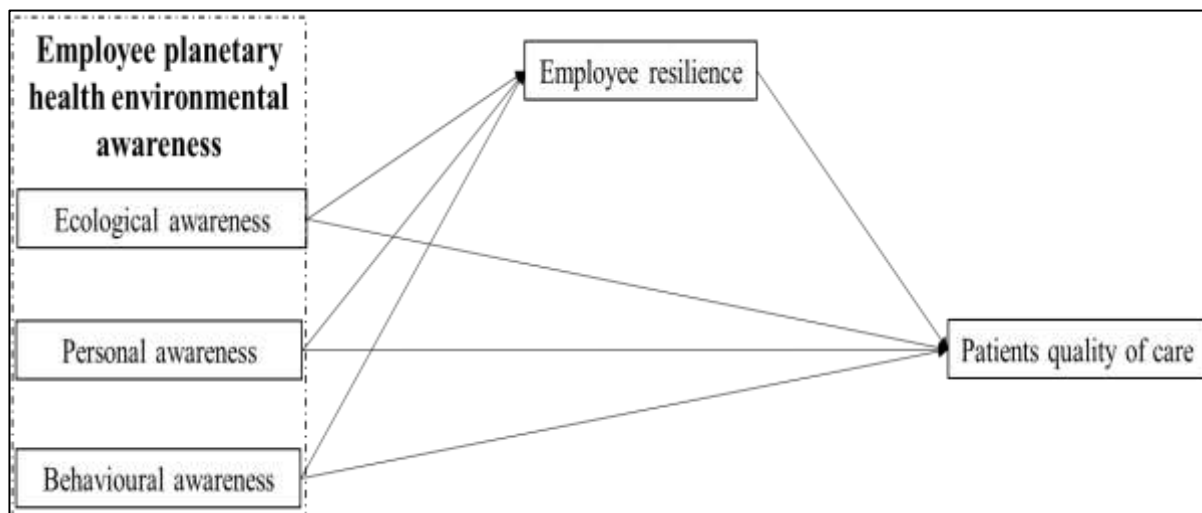 Employee planetary
health environmental
awareness
Employee resilience
Ecological awareness
Personal awareness
Patients quality of care
Behavioural awareness